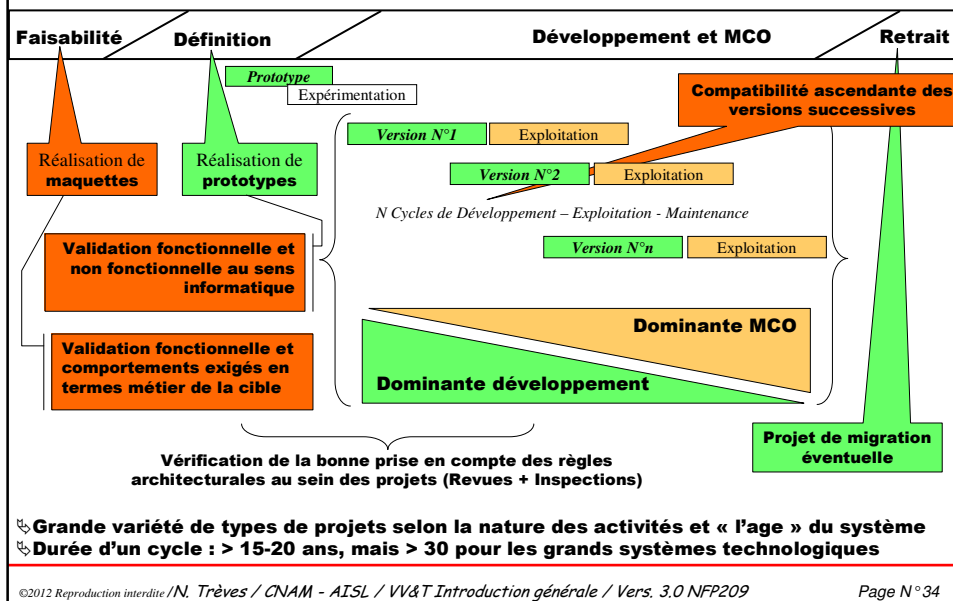 Faisabilité
Définition
Développement et MCO
Retrait
Prototype
Expérimentation
Compatibilité ascendante des
versions successives
Version N°1
Exploitation
Réalisation de
maquettes
Réalisation de
prototypes
Version N°2
Exploitation
N Cycles de Développement – Exploitation - Maintenance
Version N°n
Exploitation
Validation fonctionnelle et
non fonctionnelle au sens
informatique
Dominante MCO
Validation fonctionnelle et
comportements exigés en
termes métier de la cible
Dominante développement
Projet de migration
éventuelle
Vérification de la bonne prise en compte des règles
architecturales au sein des projets (Revues + Inspections)
Grande variété de types de projets selon la nature des activités et « l'age » du système
Durée d'un cycle : > 15-20 ans, mais > 30 pour les grands systèmes technologiques
©2012 Reproduction interdite / N. Trèves / CNAM - AISL / VV&T Introduction générale / Vers. 3.0 NFP209 Page N° 34